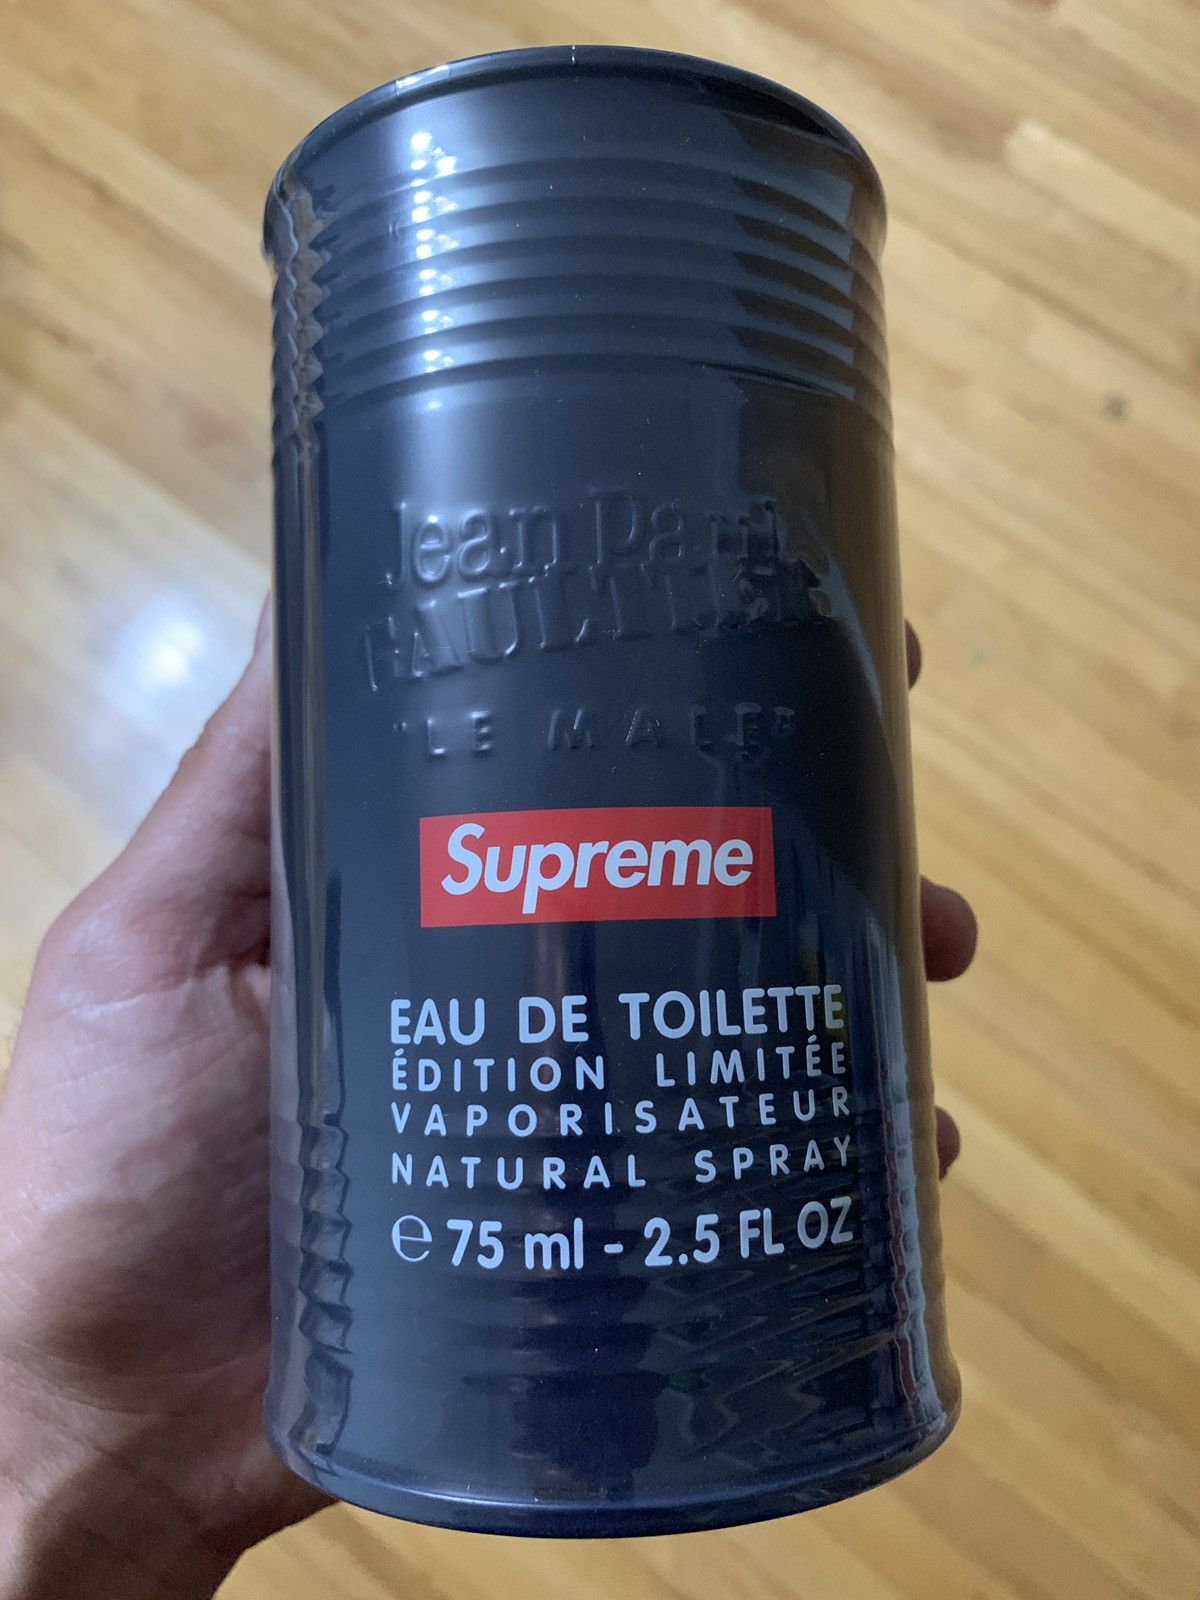 Jean Paul
GAULTIER
"LE MALE"
Supreme
EAU DE TOILETTE
ÉDITION LIMITÉE
VAPORISATEUR
NATURAL SPRAY
℮ 75 ml - 2.5 FL OZ